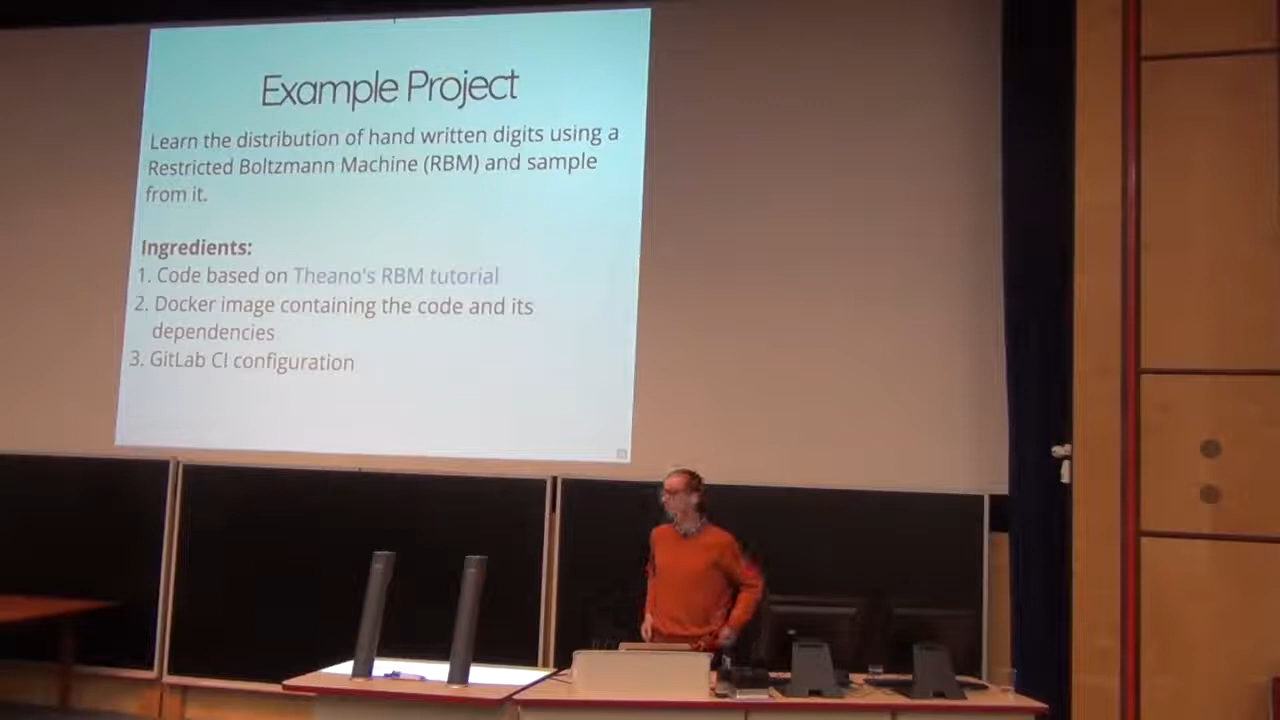 Example Project
Learn the distribution of hand written digits using a
Restricted Boltzmann Machine (RBM) and sample
from it.
Ingredients:
1. Code based on Theano's RBM tutorial
2. Docker image containing the code and its
dependencies
3. GitLab CI configuration